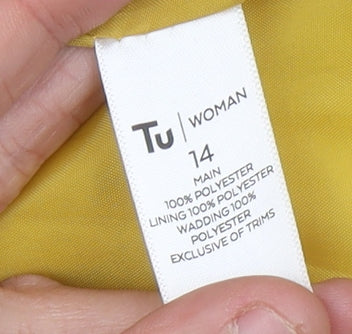 Tu | WOMAN
14
MAIN
100% POLYESTER
LINING 100% POLYESTER
WADDING 100%
POLYESTER
EXCLUSIVE OF TRIMS